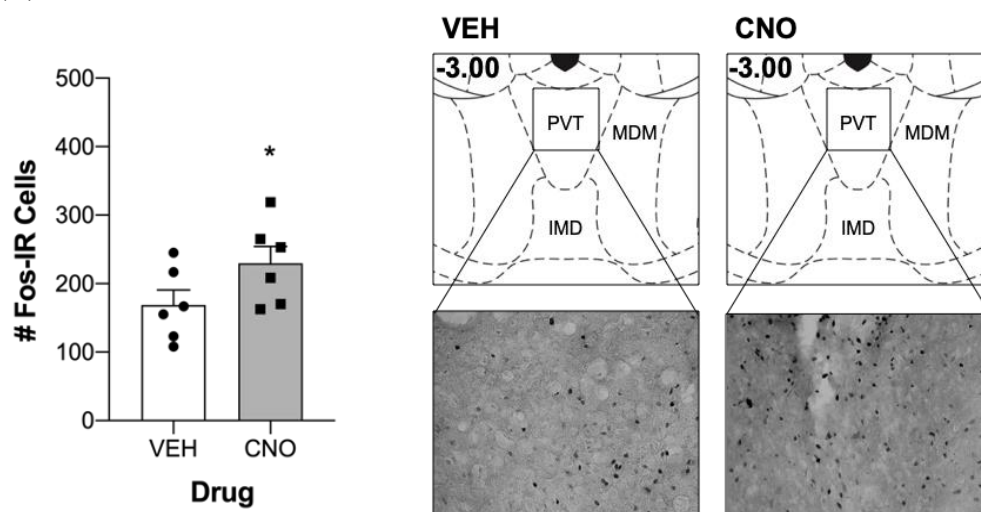 500
400
300
200
100
0
# Fos-IR Cells
*
VEH
CNO
Drug
VEH
-3.00
PVT
MDM
IMD
CNO
-3.00
PVT
MDM
IMD